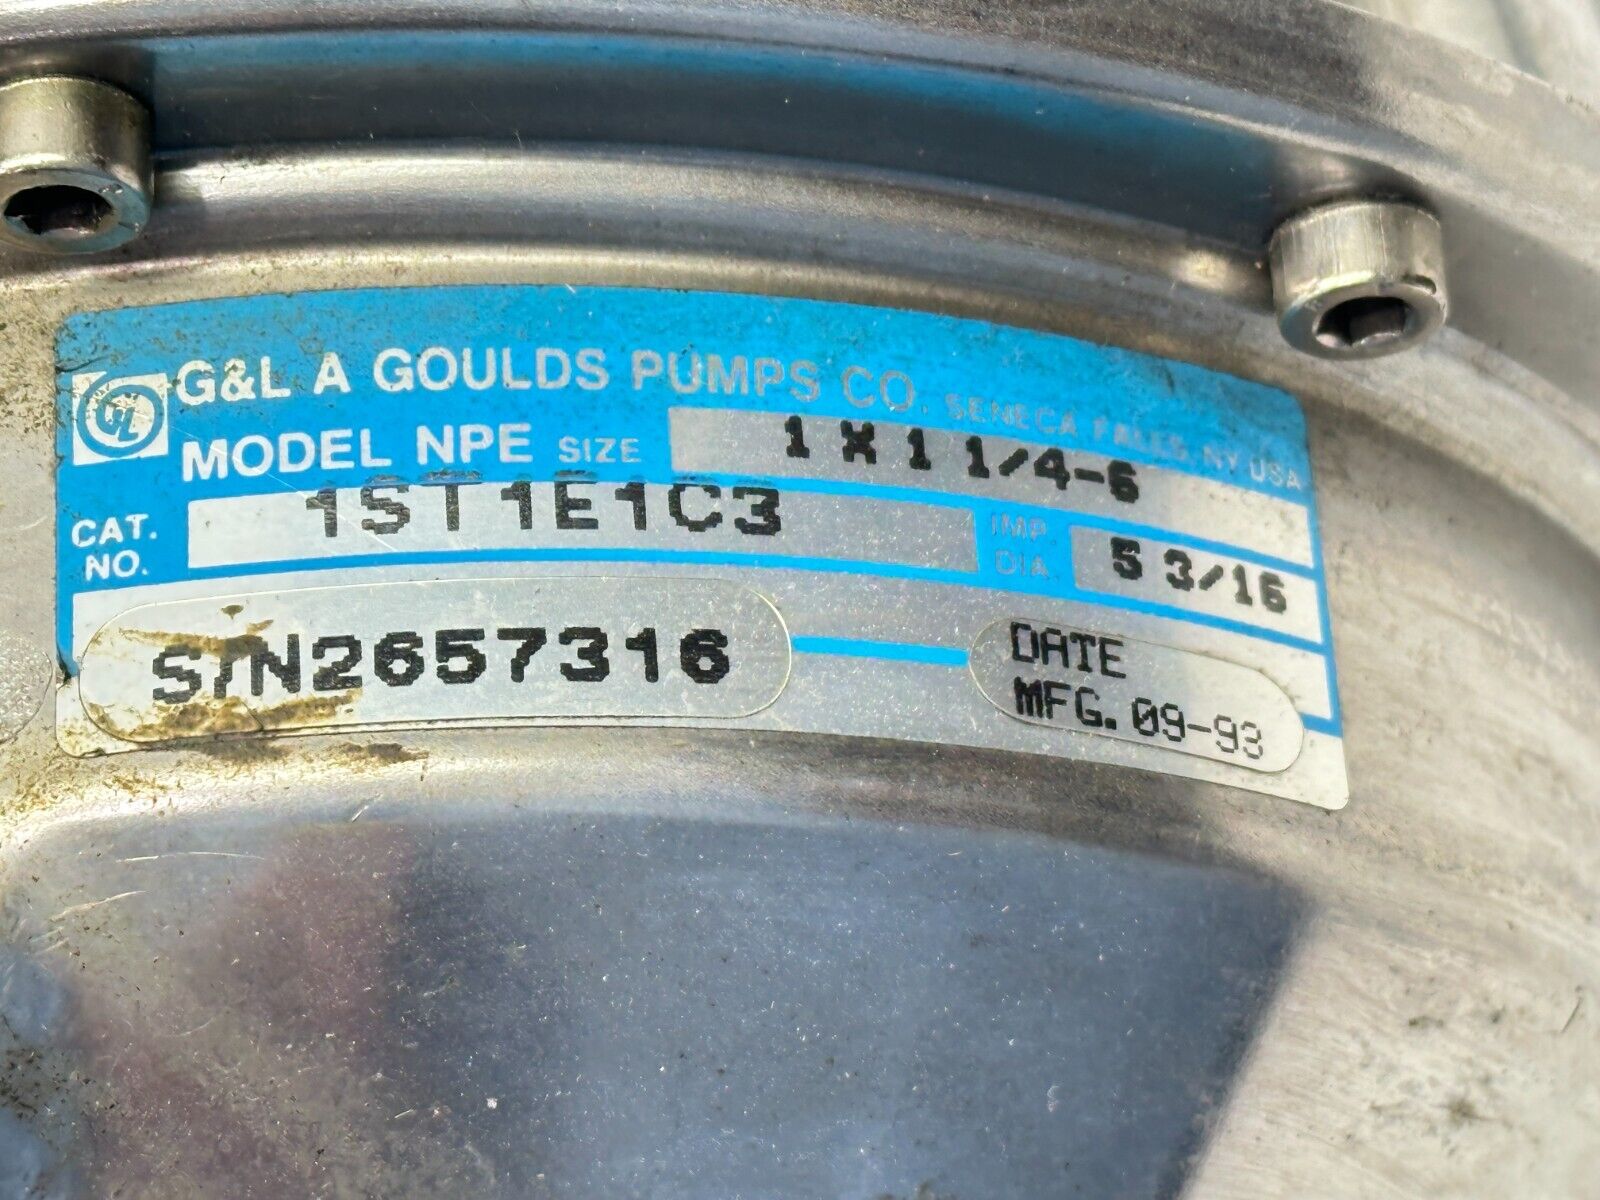 GL G&L A GOULDS PUMPS CO. SENECA FALLS, NY USA
MODEL NPE SIZE 1 X 1 1/4-6
CAT. NO. 1ST1E1C3 IMP. DIA. 5 3/16
S/N2657316
DATE
MFG. 09-93